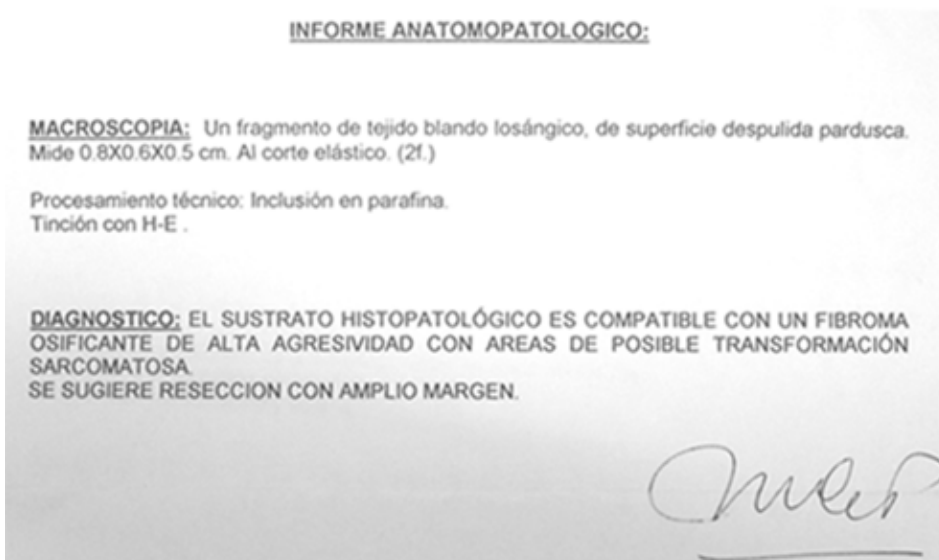 INFORME ANATOMOPATOLOGICO:
MACROSCOPIA: Un fragmento de tejido blando losángico, de superficie despulida pardusca.
Mide 0.8X0.6X0.5 cm. Al corte elástico. (2f.)
Procesamiento técnico: Inclusión en parafina.
Tinción con H-E .
DIAGNOSTICO: EL SUSTRATO HISTOPATOLÓGICO ES COMPATIBLE CON UN FIBROMA
OSIFICANTE DE ALTA AGRESIVIDAD CON AREAS DE POSIBLE TRANSFORMACIÓN
SARCOMATOSA.
SE SUGIERE RESECCION CON AMPLIO MARGEN.